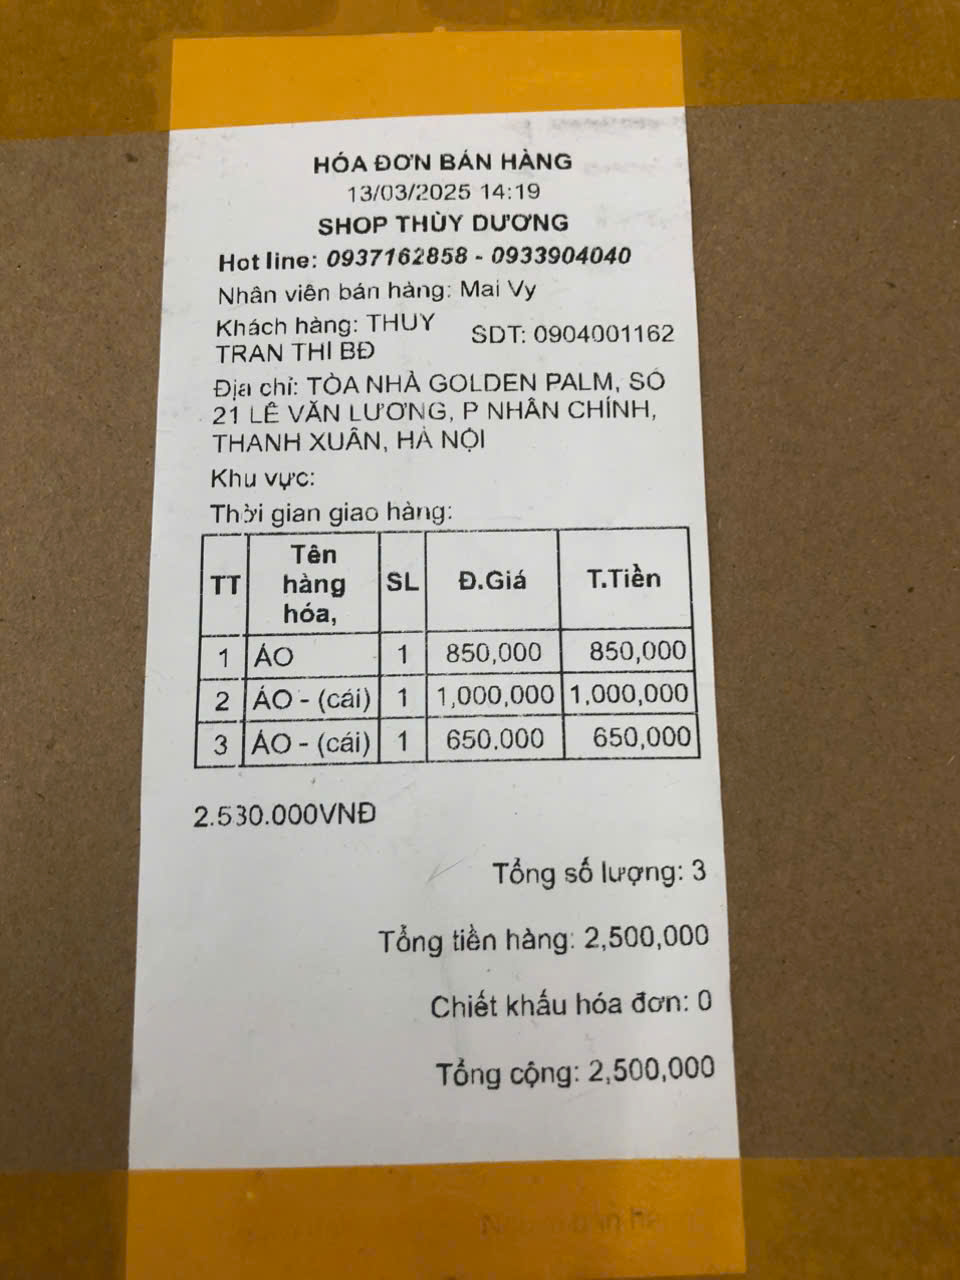 HÓA ĐƠN BÁN HÀNG
13/03/2025 14:19
SHOP THÙY DƯƠNG
Hot line: 0937162858 - 0933904040
Nhân viên bán hàng: Mai Vy
Khách hàng: THUY TRAN THI BĐ SDT: 0904001162
Địa chỉ: TÒA NHÀ GOLDEN PALM, SỐ
21 LÊ VĂN LƯƠNG, P NHÂN CHÍNH,
THANH XUÂN, HÀ NỘI
Khu vực:
Thời gian giao hàng:
TT Tên hàng hóa, SL Đ.Giá T.Tiền
1 ÁO 1 850,000 850,000
2 ÁO - (cái) 1 1,000,000 1,000,000
3 ÁO - (cái) 1 650.000 650,000
2.530.000VNĐ
Tổng số lượng: 3
Tổng tiền hàng: 2,500,000
Chiết khấu hóa đơn: 0
Tổng cộng: 2,500,000